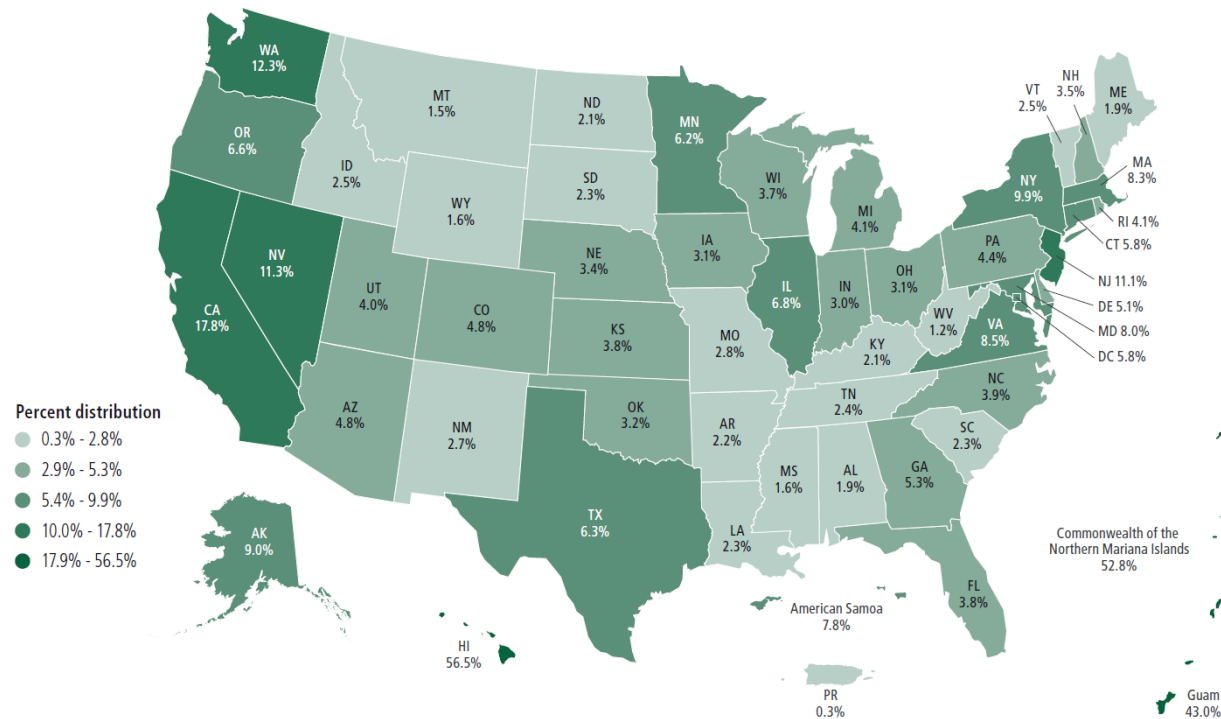 WA
12.3%
MT
1.5%
ND
2.1%
MN
6.2%
VT
2.5%
NH
3.5%
ME
1.9%
OR
6.6%
ID
2.5%
WY
1.6%
SD
2.3%
WI
3.7%
MI
4.1%
NY
9.9%
MA
8.3%
RI 4.1%
CT 5.8%
NJ 11.1%
DE 5.1%
MD 8.0%
DC 5.8%
CA
17.8%
NV
11.3%
UT
4.0%
CO
4.8%
NE
3.4%
IA
3.1%
IL
6.8%
IN
3.0%
OH
3.1%
PA
4.4%
KS
3.8%
MO
2.8%
KY
2.1%
WV
1.2%
VA
8.5%
AZ
4.8%
NM
2.7%
OK
3.2%
AR
2.2%
TN
2.4%
NC
3.9%
SC
2.3%
MS
1.6%
AL
1.9%
GA
5.3%
TX
6.3%
LA
2.3%
FL
3.8%
Percent distribution
0.3% - 2.8%
2.9% - 5.3%
5.4% - 9.9%
10.0% - 17.8%
17.9% - 56.5%
AK
9.0%
HI
56.5%
American Samoa
7.8%
PR
0.3%
Commonwealth of the
Northern Mariana Islands
52.8%
Guam
43.0%